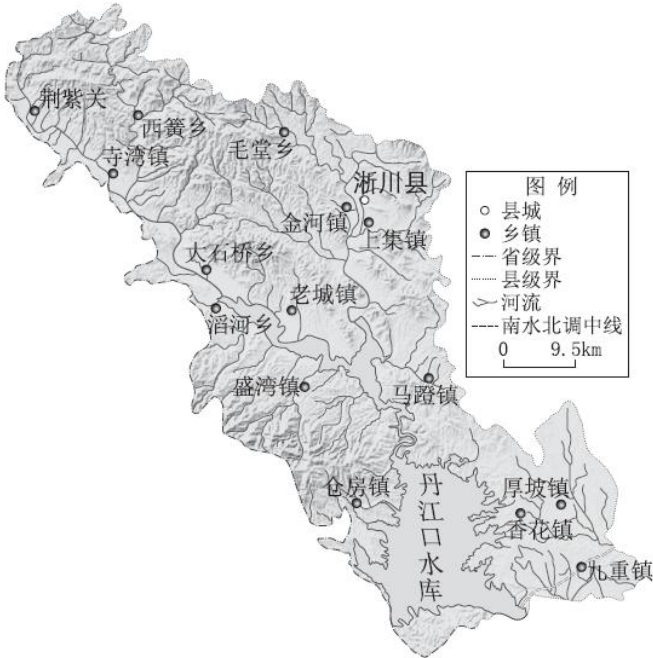 荆紫关
西簧乡
毛堂乡
寺湾镇
淅川县
金河镇
上集镇
大石桥乡
老城镇
滔河乡
盛湾镇
马蹬镇
仓房镇
丹江口水库
厚坡镇
香花镇
九重镇
图 例
县城
乡镇
省级界
县级界
河流
南水北调中线
0 9.5km